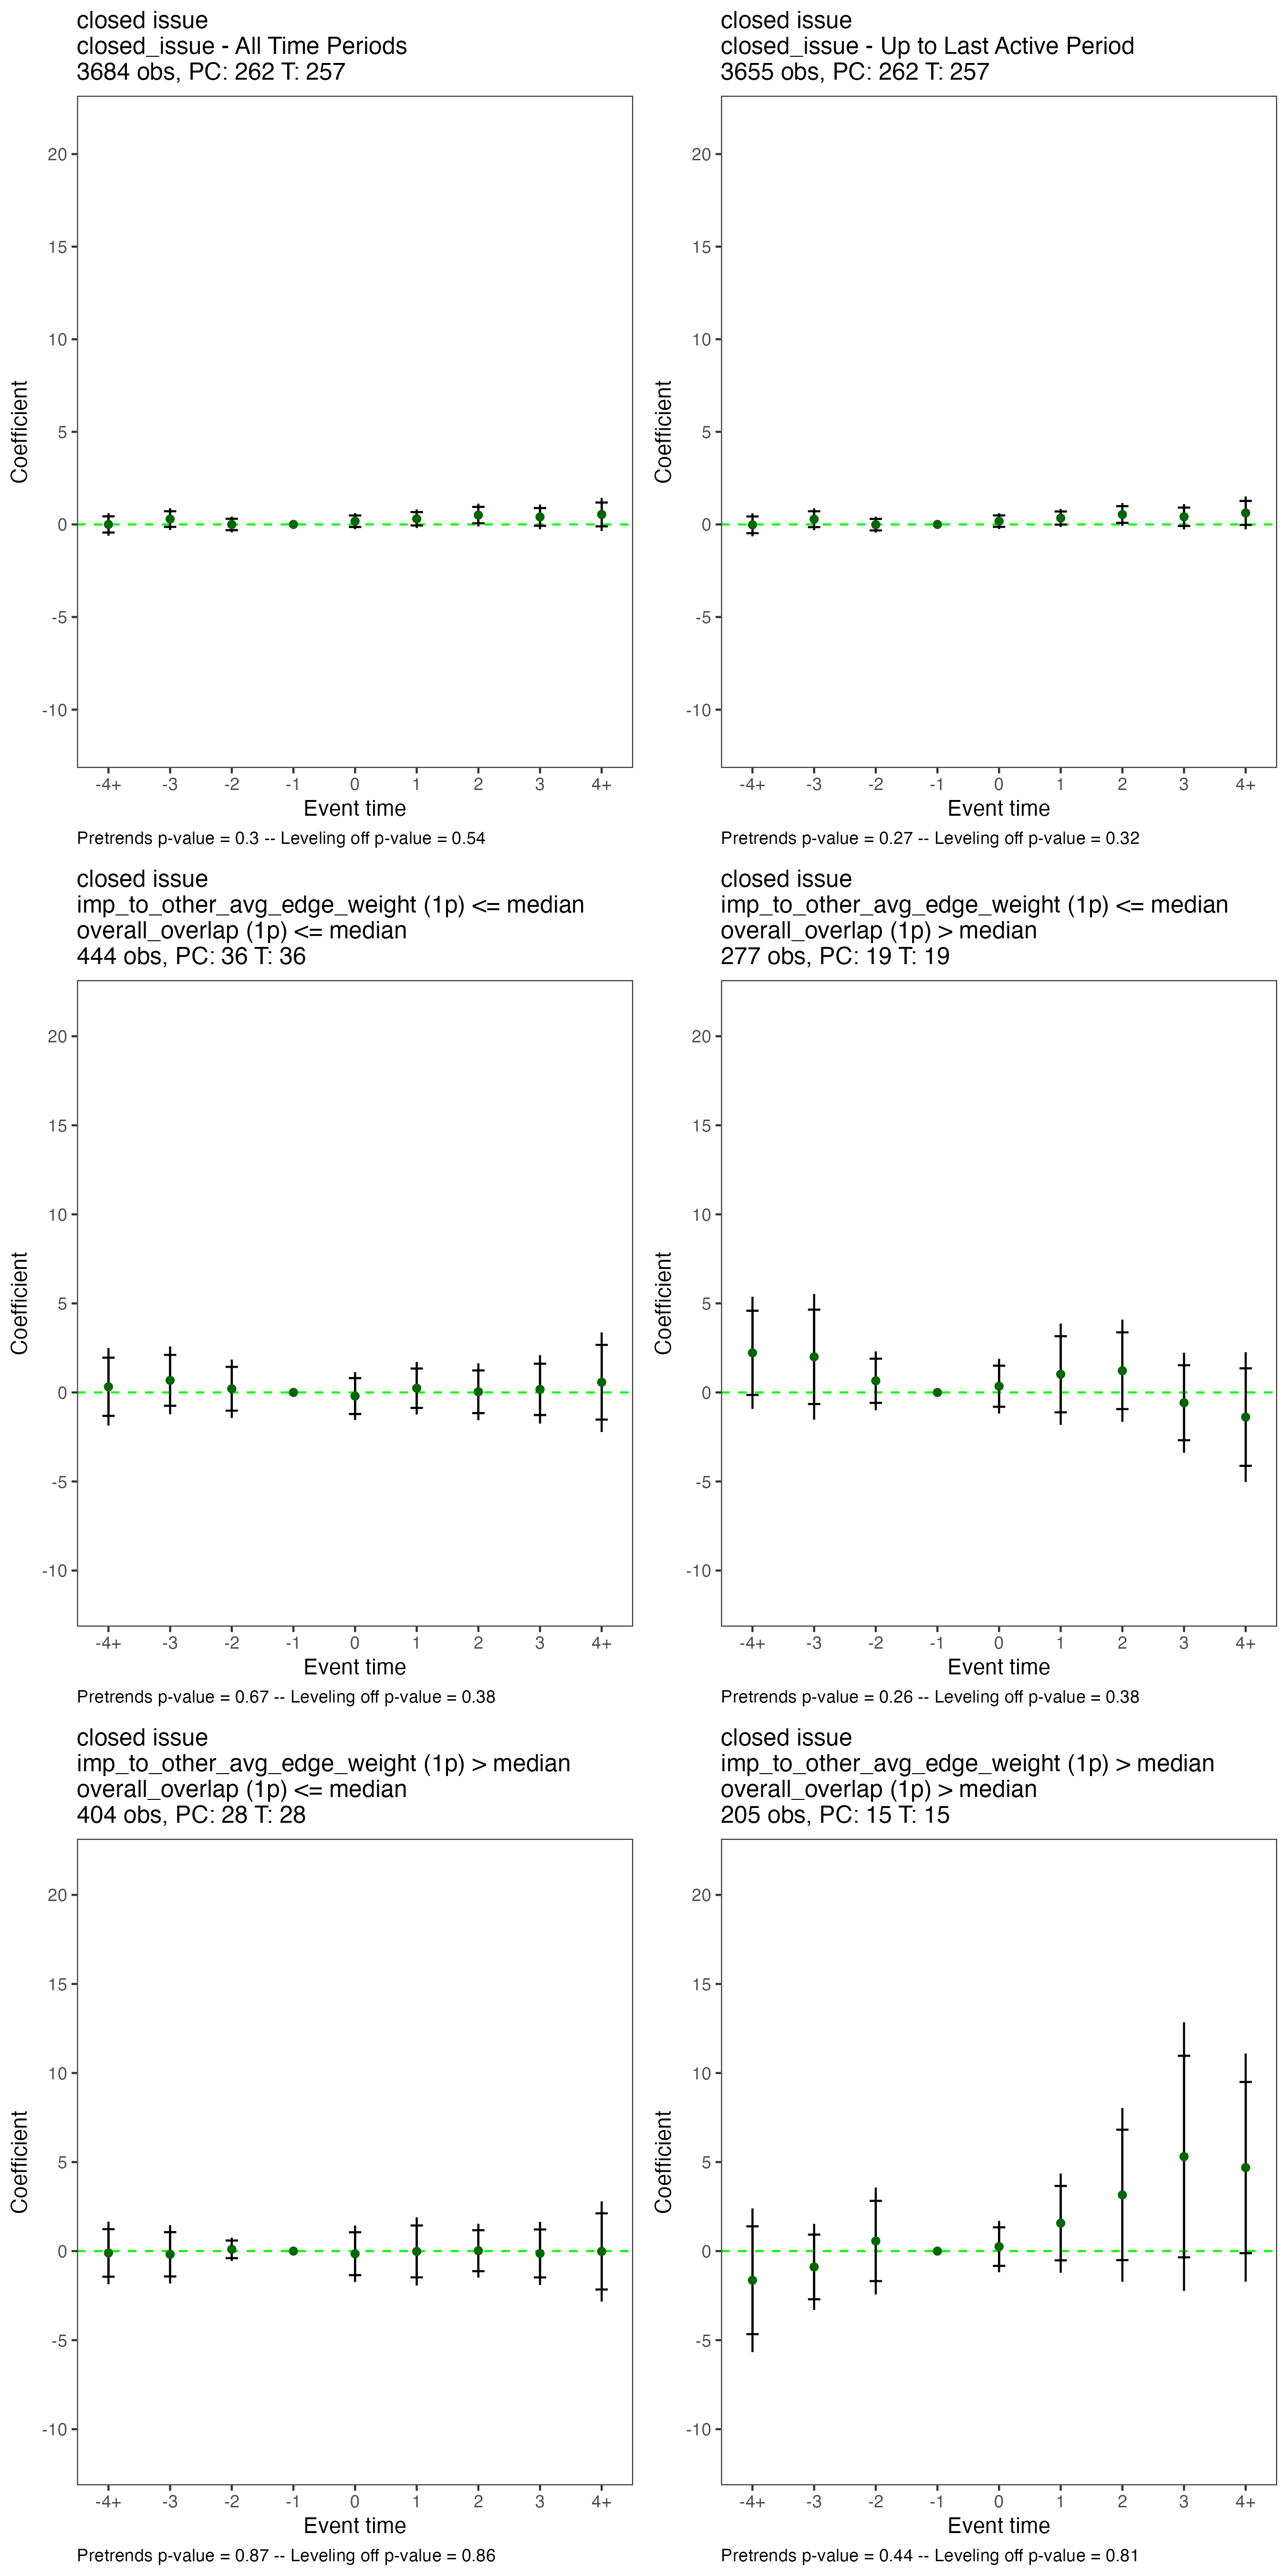 closed issue
closed_issue - All Time Periods
3684 obs, PC: 262 T: 257
20
15
10
5
0
-5
-10
Coefficient
-4+ -3 -2 -1 0 1 2 3 4+
Event time
Pretrends p-value = 0.3 -- Leveling off p-value = 0.54
closed issue
closed_issue - Up to Last Active Period
3655 obs, PC: 262 T: 257
20
15
10
5
0
-5
-10
Coefficient
-4+ -3 -2 -1 0 1 2 3 4+
Event time
Pretrends p-value = 0.27 -- Leveling off p-value = 0.32
closed issue
imp_to_other_avg_edge_weight (1p) <= median
overall_overlap (1p) <= median
444 obs, PC: 36 T: 36
20
15
10
5
0
-5
-10
Coefficient
-4+ -3 -2 -1 0 1 2 3 4+
Event time
Pretrends p-value = 0.67 -- Leveling off p-value = 0.38
closed issue
imp_to_other_avg_edge_weight (1p) <= median
overall_overlap (1p) > median
277 obs, PC: 19 T: 19
20
15
10
5
0
-5
-10
Coefficient
-4+ -3 -2 -1 0 1 2 3 4+
Event time
Pretrends p-value = 0.26 -- Leveling off p-value = 0.38
closed issue
imp_to_other_avg_edge_weight (1p) > median
overall_overlap (1p) <= median
404 obs, PC: 28 T: 28
20
15
10
5
0
-5
-10
Coefficient
-4+ -3 -2 -1 0 1 2 3 4+
Event time
Pretrends p-value = 0.87 -- Leveling off p-value = 0.86
closed issue
imp_to_other_avg_edge_weight (1p) > median
overall_overlap (1p) > median
205 obs, PC: 15 T: 15
20
15
10
5
0
-5
-10
Coefficient
-4+ -3 -2 -1 0 1 2 3 4+
Event time
Pretrends p-value = 0.44 -- Leveling off p-value = 0.81